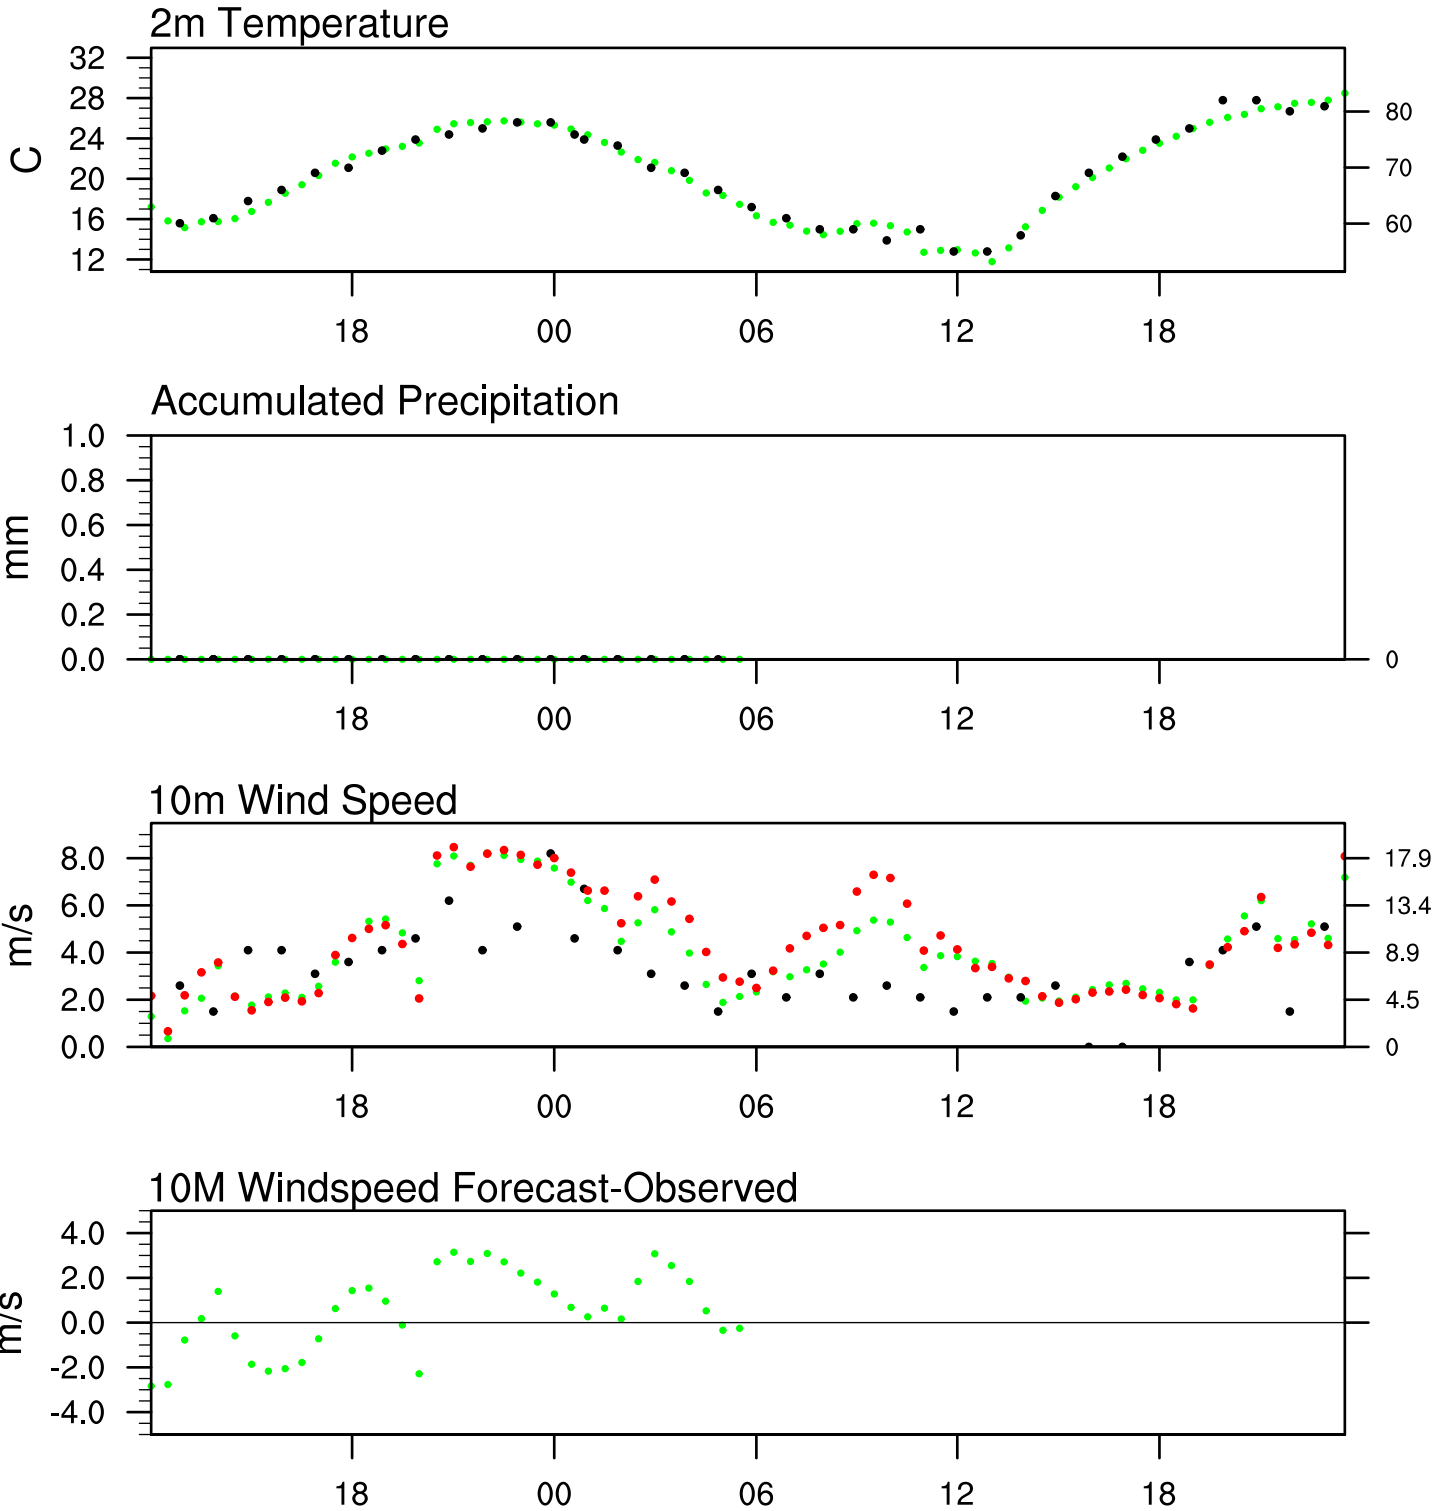 2m Temperature
32
28
24
20
16
12
C
80
70
60
18 00 06 12 18
Accumulated Precipitation
1.0
0.8
0.6
0.4
0.2
0.0
mm
0
18 00 06 12 18
10m Wind Speed
8.0
6.0
4.0
2.0
0.0
m/s
17.9
13.4
8.9
4.5
0
18 00 06 12 18
10M Windspeed Forecast-Observed
4.0
2.0
0.0
-2.0
-4.0
m/s
18 00 06 12 18